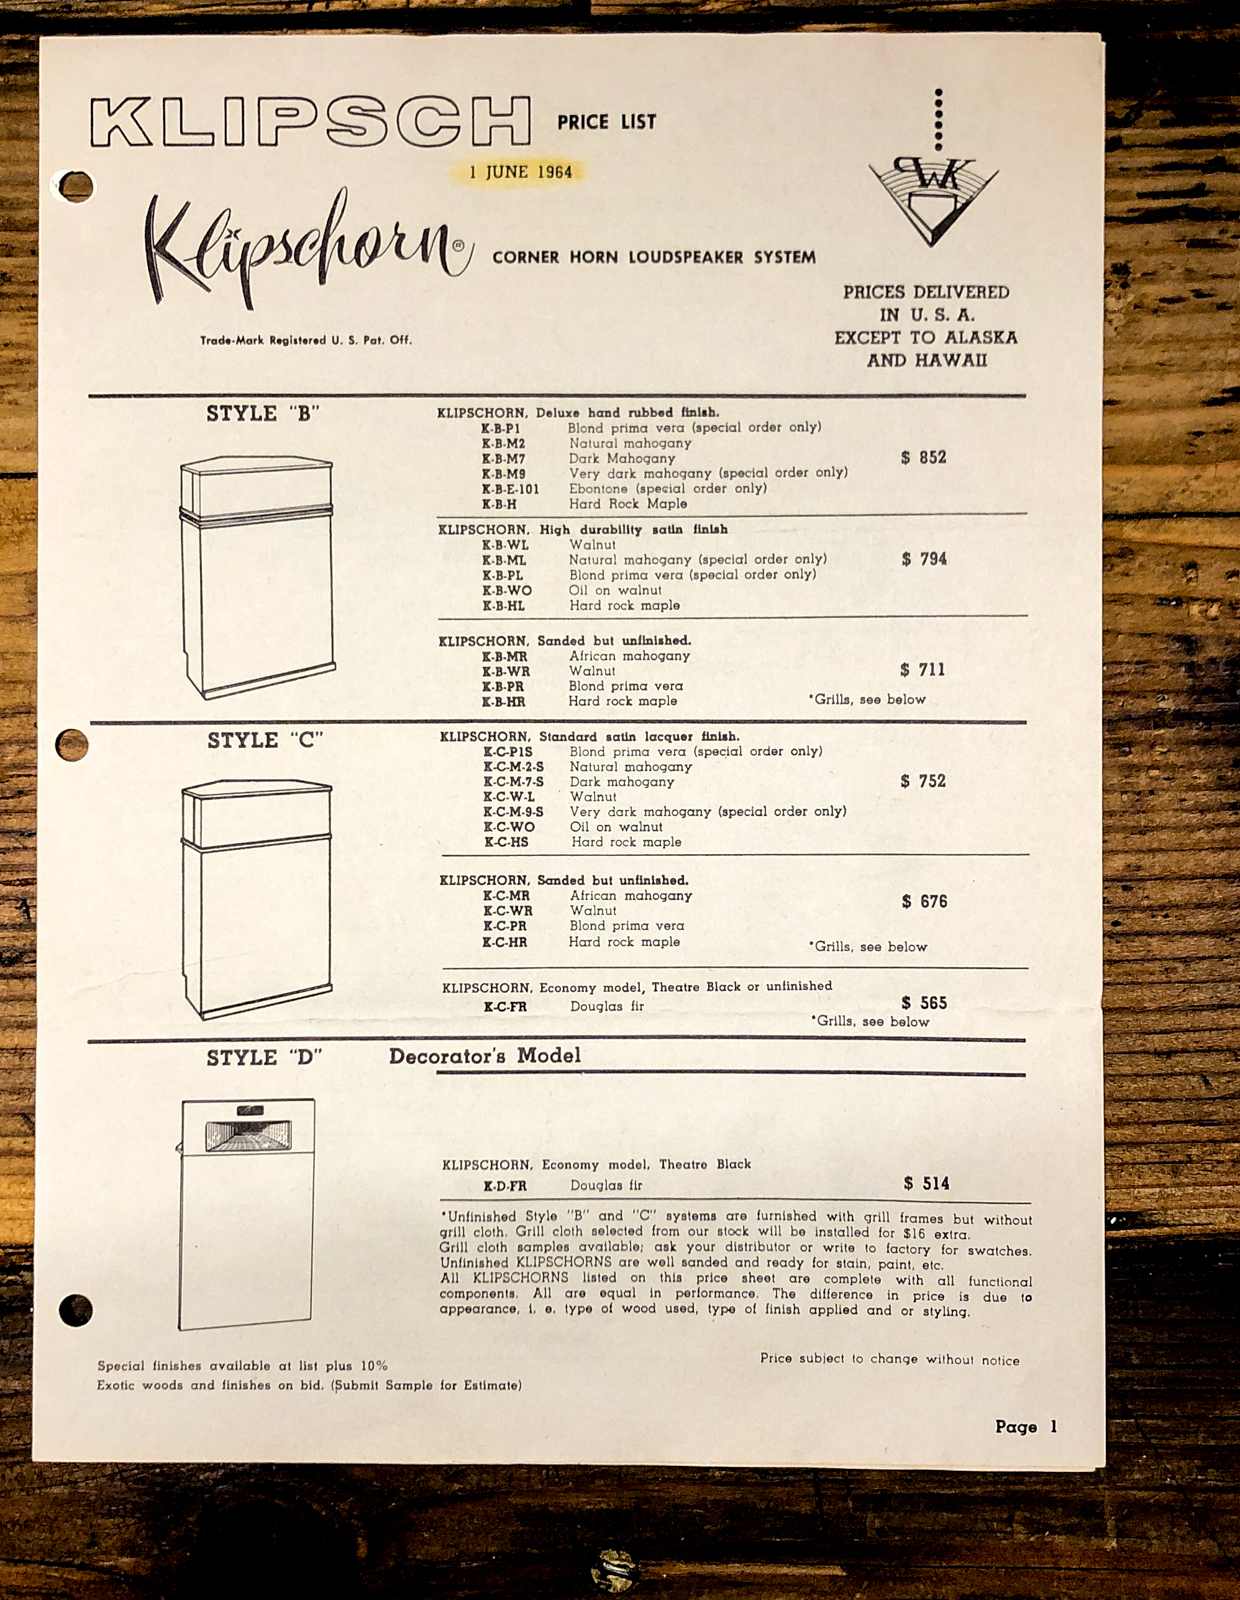 KLIPSCH PRICE LIST
1 JUNE 1964
PWK
Klipschorn® CORNER HORN LOUDSPEAKER SYSTEM
Trade-Mark Registered U. S. Pat. Off.
PRICES DELIVERED
IN U. S. A.
EXCEPT TO ALASKA
AND HAWAII
STYLE "B"
KLIPSCHORN, Deluxe hand rubbed finish.
K-B-P1 Blond prima vera (special order only)
K-B-M2 Natural mahogany
K-B-M7 Dark Mahogany $ 852
K-B-M9 Very dark mahogany (special order only)
K-B-E-101 Ebontone (special order only)
K-B-H Hard Rock Maple
KLIPSCHORN, High durability satin finish
K-B-WL Walnut
K-B-ML Natural mahogany (special order only) $ 794
K-B-PL Blond prima vera (special order only)
K-B-WO Oil on walnut
K-B-HL Hard rock maple
KLIPSCHORN, Sanded but unfinished.
K-B-MR African mahogany
K-B-WR Walnut $ 711
K-B-PR Blond prima vera
K-B-HR Hard rock maple *Grills, see below
STYLE "C"
KLIPSCHORN, Standard satin lacquer finish.
K-C-P1S Blond prima vera (special order only)
K-C-M-2-S Natural mahogany
K-C-M-7-S Dark mahogany $ 752
K-C-W-L Walnut
K-C-M-9-S Very dark mahogany (special order only)
K-C-WO Oil on walnut
K-C-HS Hard rock maple
KLIPSCHORN, Sanded but unfinished.
K-C-MR African mahogany $ 676
K-C-WR Walnut
K-C-PR Blond prima vera
K-C-HR Hard rock maple *Grills, see below
KLIPSCHORN, Economy model, Theatre Black or unfinished
K-C-FR Douglas fir $ 565
*Grills, see below
STYLE "D" Decorator's Model
KLIPSCHORN, Economy model, Theatre Black
K-D-FR Douglas fir $ 514
*Unfinished Style "B" and "C" systems are furnished with grill frames but without
grill cloth. Grill cloth selected from our stock will be installed for $16 extra.
Grill cloth samples available; ask your distributor or write to factory for swatches.
Unfinished KLIPSCHORNS are well sanded and ready for stain, paint, etc.
All KLIPSCHORNS listed on this price sheet are complete with all functional
components. All are equal in performance. The difference in price is due to
appearance, i. e. type of wood used, type of finish applied and or styling.
Special finishes available at list plus 10%
Exotic woods and finishes on bid. (Submit Sample for Estimate)
Price subject to change without notice
Page 1